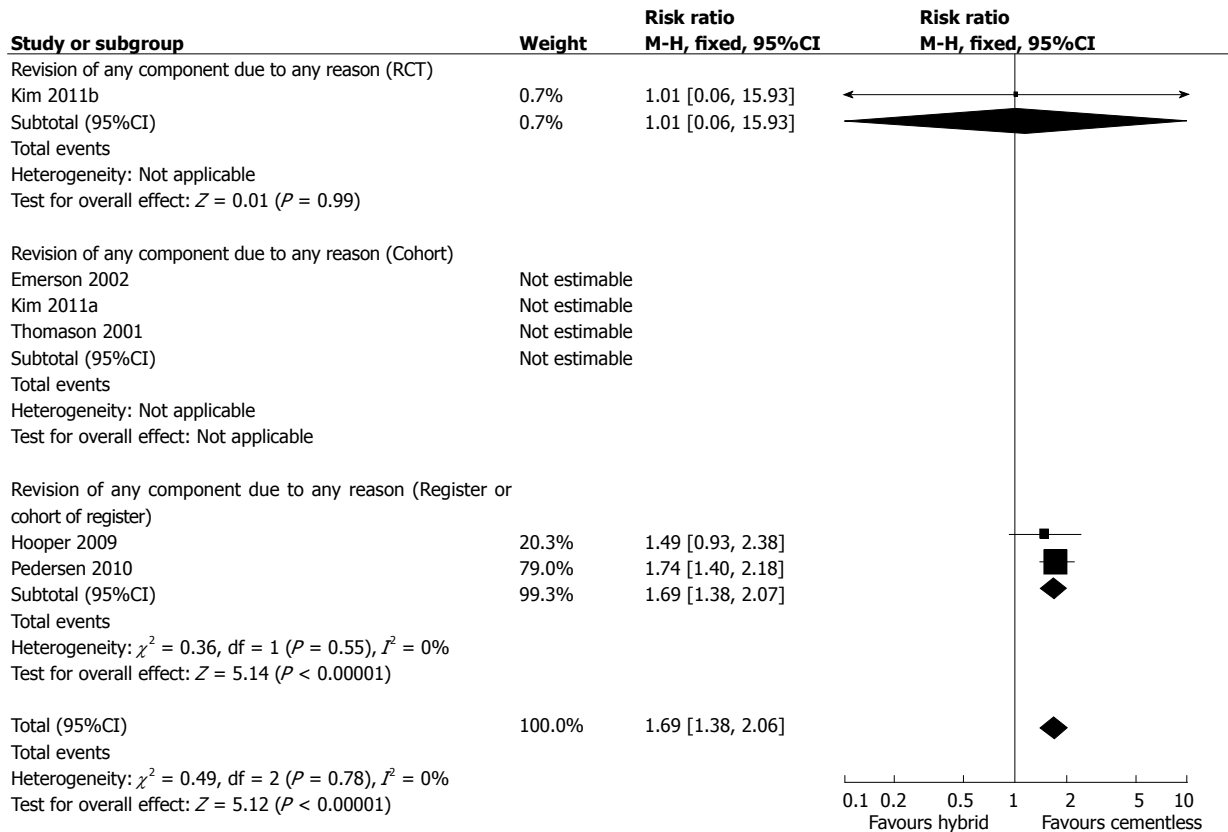 Risk ratio Risk ratio
Study or subgroup Weight M-H, fixed, 95%CI M-H, fixed, 95%CI
Revision of any component due to any reason (RCT)
Kim 2011b 0.7% 1.01 [0.06, 15.93]
Subtotal (95%CI) 0.7% 1.01 [0.06, 15.93]
Total events
Heterogeneity: Not applicable
Test for overall effect: Z = 0.01 (P = 0.99)
Revision of any component due to any reason (Cohort)
Emerson 2002 Not estimable
Kim 2011a Not estimable
Thomason 2001 Not estimable
Subtotal (95%CI) Not estimable
Total events
Heterogeneity: Not applicable
Test for overall effect: Not applicable
Revision of any component due to any reason (Register or
cohort of register)
Hooper 2009 20.3% 1.49 [0.93, 2.38]
Pedersen 2010 79.0% 1.74 [1.40, 2.18]
Subtotal (95%CI) 99.3% 1.69 [1.38, 2.07]
Total events
Heterogeneity: χ² = 0.36, df = 1 (P = 0.55), I² = 0%
Test for overall effect: Z = 5.14 (P < 0.00001)
Total (95%CI) 100.0% 1.69 [1.38, 2.06]
Total events
Heterogeneity: χ² = 0.49, df = 2 (P = 0.78), I² = 0%
Test for overall effect: Z = 5.12 (P < 0.00001)
0.1 0.2 0.5 1 2 5 10
Favours hybrid Favours cementless